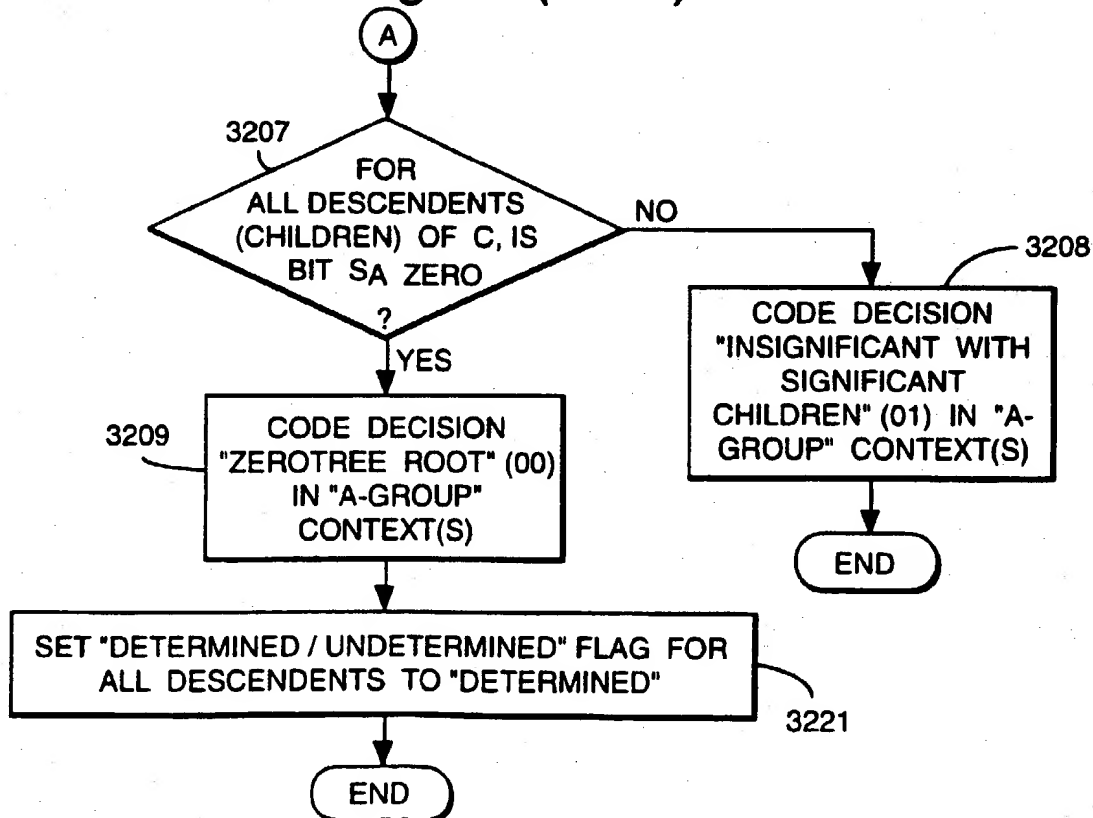 A
3207
FOR
ALL DESCENDENTS
(CHILDREN) OF C, IS
BIT SA ZERO
?
NO
YES
3208
CODE DECISION
"INSIGNIFICANT WITH
SIGNIFICANT
CHILDREN" (01) IN "A-
GROUP" CONTEXT(S)
END
3209
CODE DECISION
"ZEROTREE ROOT" (00)
IN "A-GROUP"
CONTEXT(S)
SET "DETERMINED / UNDETERMINED" FLAG FOR
ALL DESCENDENTS TO "DETERMINED"
3221
END